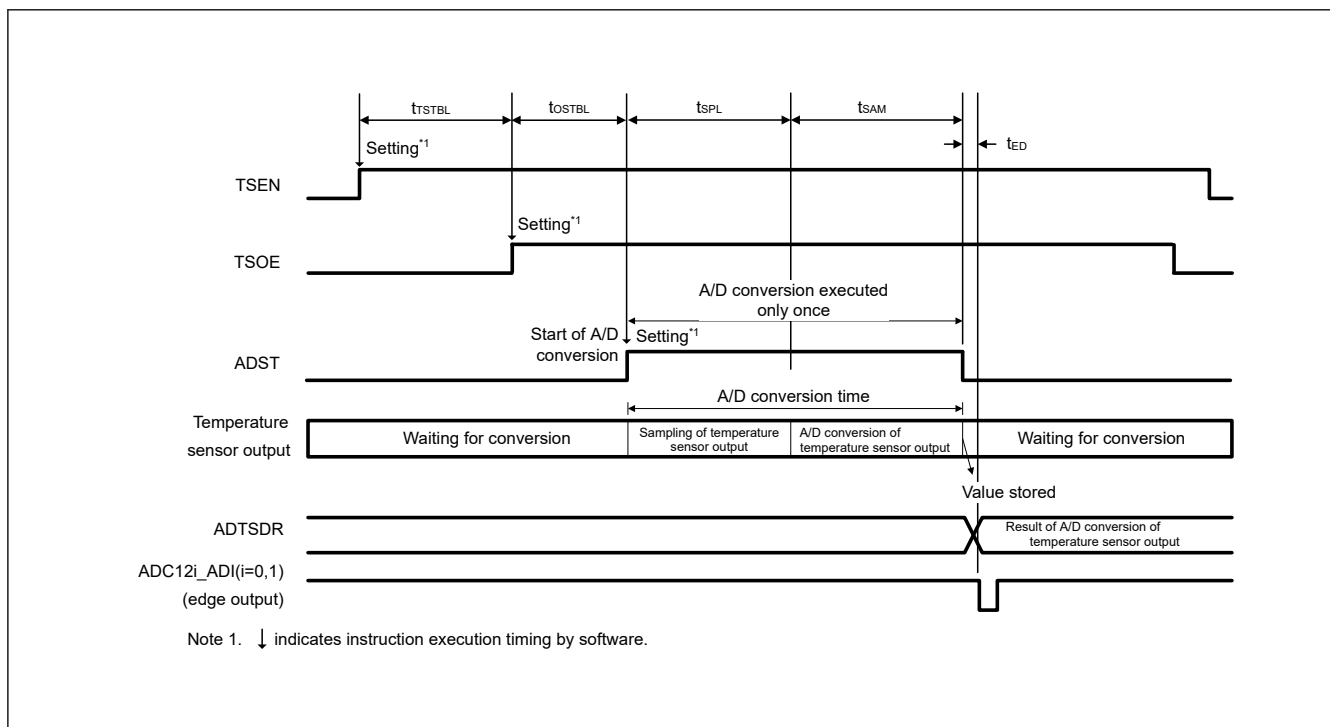 tTSTBL tOSTBL tSPL tSAM
tED
Setting*1
TSEN
Setting*1
TSOE
A/D conversion executed
only once
Start of A/D
conversion
Setting*1
ADST
A/D conversion time
Temperature
sensor output
Waiting for conversion
Sampling of temperature
sensor output
A/D conversion of
temperature sensor output
Waiting for conversion
Value stored
ADTSDR
Result of A/D conversion of
temperature sensor output
ADC12i_ADI(i=0,1)
(edge output)
Note 1. ↓ indicates instruction execution timing by software.